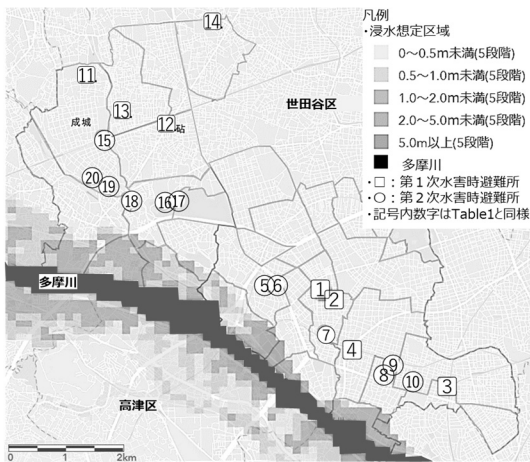 凡例
・浸水想定区域
0～0.5m未満(5段階)
0.5～1.0m未満(5段階)
1.0～2.0m未満(5段階)
2.0～5.0m未満(5段階)
5.0m以上(5段階)
多摩川
・□：第１次水害時避難所
・○：第２次水害時避難所
・記号内数字はTable1と同様
14
11
世田谷区
13
成城
12
砧
⑮
⑳
⑲
⑱
⑯⑰
多摩川
⑤⑥
1
2
⑦
4
⑨
⑧
⑩
3
高津区
0 1 2km